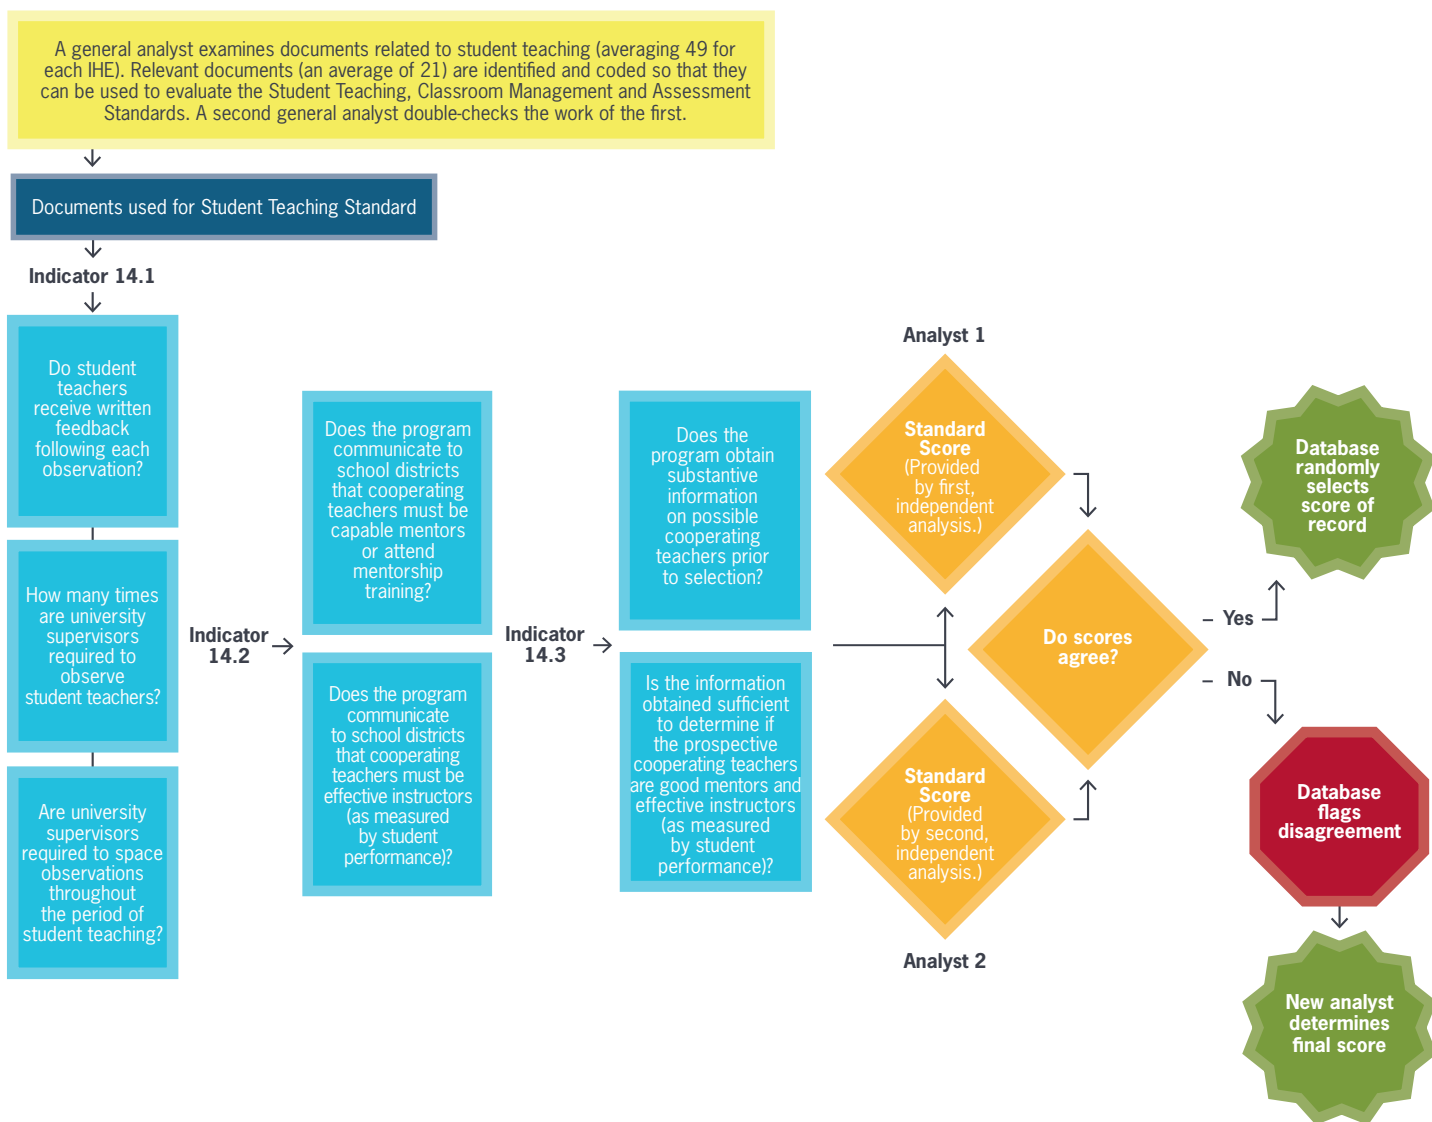 A general analyst examines documents related to student teaching (averaging 49 for
each IHE). Relevant documents (an average of 21) are identified and coded so that they
can be used to evaluate the Student Teaching, Classroom Management and Assessment
Standards. A second general analyst double-checks the work of the first.
Documents used for Student Teaching Standard
Indicator 14.1
Do student
teachers
receive written
feedback
following each
observation?
How many times
are university
supervisors
required to
observe
student teachers?
Are university
supervisors
required to space
observations
throughout
the period of
student teaching?
Indicator
14.2
Does the program
communicate to
school districts
that cooperating
teachers must be
capable mentors
or attend
mentorship
training?
Does the program
communicate
to school districts
that cooperating
teachers must be
effective instructors
(as measured
by student
performance)?
Indicator
14.3
Does the
program obtain
substantive
information
on possible
cooperating
teachers prior
to selection?
Is the information
obtained sufficient
to determine if
the prospective
cooperating teachers
are good mentors and
effective instructors
(as measured
by student
performance)?
Analyst 1
Standard
Score
(Provided
by first,
independent
analysis.)
Standard
Score
(Provided
by second,
independent
analysis.)
Analyst 2
Do scores
agree?
Yes
No
Database
randomly
selects
score of
record
Database
flags
disagreement
New analyst
determines
final score